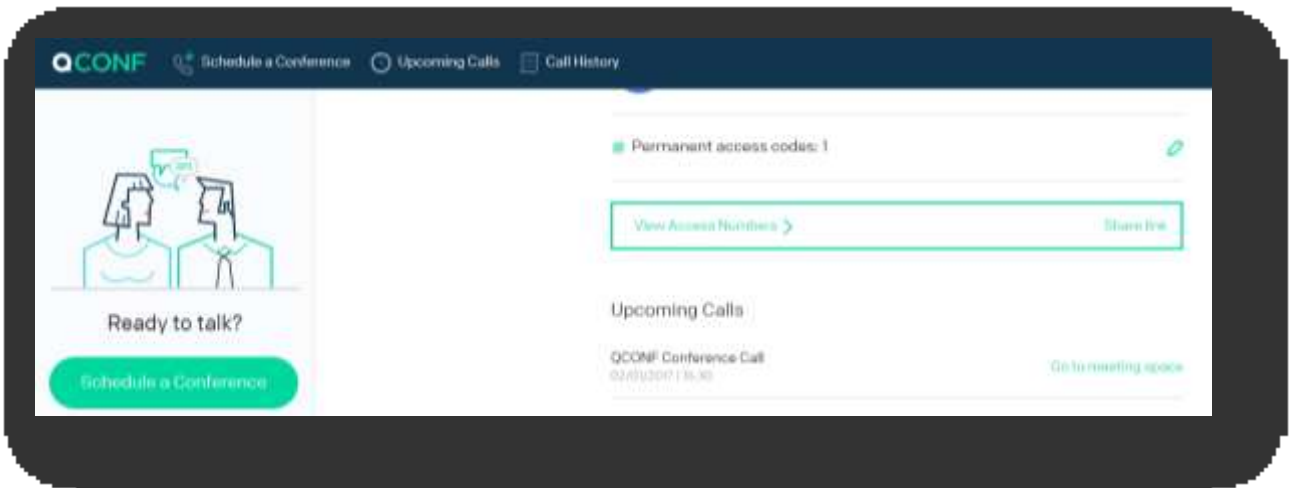 QCONF Schedule a Conference Upcoming Calls Call History
Permanent access codes: 1
View Access Numbers > Share link
Ready to talk?
Schedule a Conference
Upcoming Calls
QCONF Conference Call
Go to meeting space